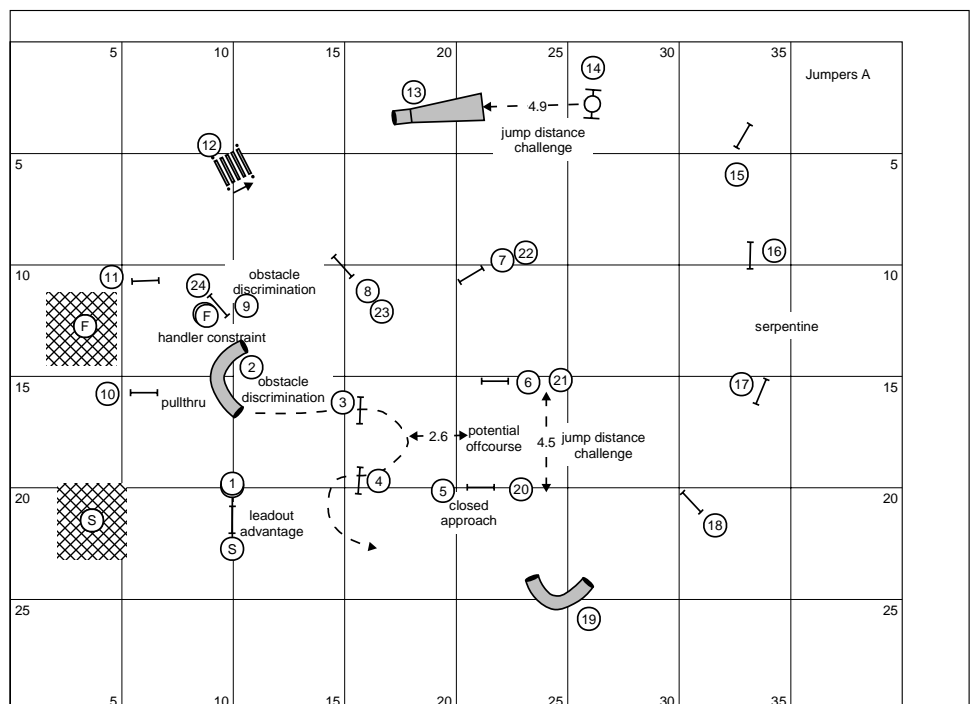 5 10 15 20 25 30 35
Jumpers A
14
13
4.9
jump distance
challenge
12
5 5
15
16
22
7
10 10
11
obstacle
discrimination
24
8
9
23
F
F
handler constraint
serpentine
2
15 15
obstacle
discrimination
6
21
17
10
pullthru
3
potential
offcourse
2.6
4.5
jump distance
challenge
4
1
5
20
20 20
closed
approach
S
leadout
advantage
18
S
25 25
19
5 10 15 20 25 30 35